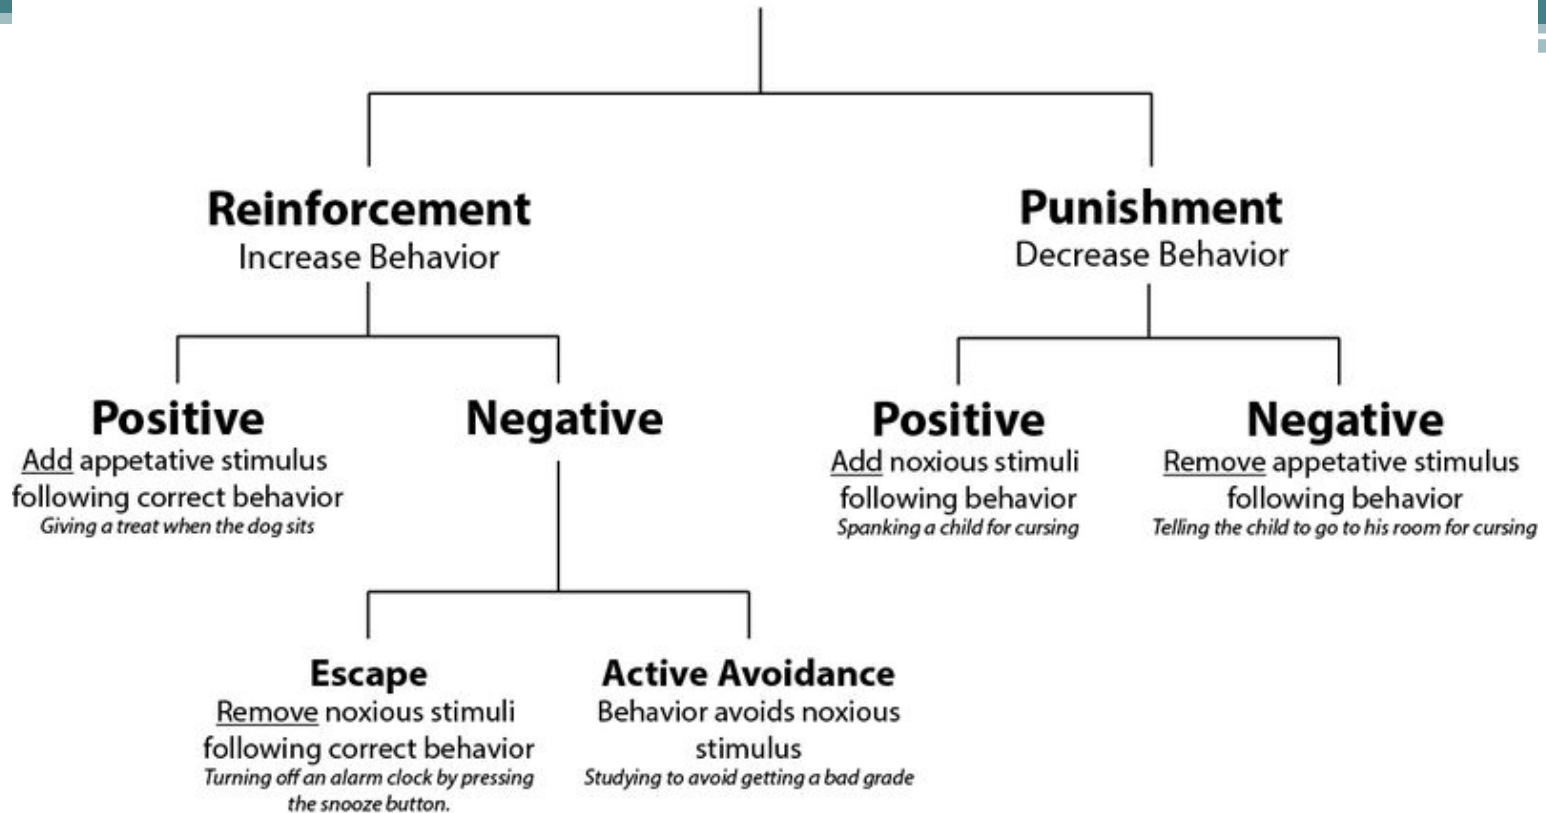 Reinforcement
Increase Behavior
Punishment
Decrease Behavior
Positive
Add appetative stimulus
following correct behavior
Giving a treat when the dog sits
Negative
Positive
Add noxious stimuli
following behavior
Spanking a child for cursing
Negative
Remove appetative stimulus
following behavior
Telling the child to go to his room for cursing
Escape
Remove noxious stimuli
following correct behavior
Turning off an alarm clock by pressing
the snooze button.
Active Avoidance
Behavior avoids noxious
stimulus
Studying to avoid getting a bad grade